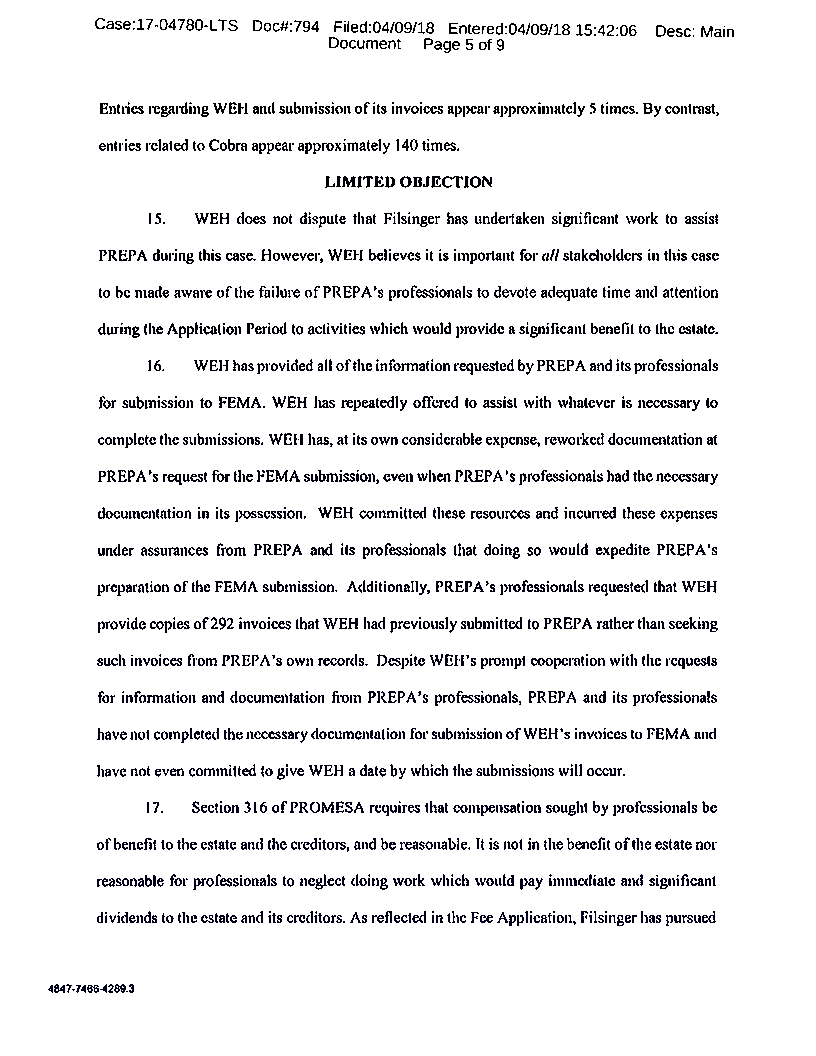 Case:17-04780-LTS Doc#:794 Filed:04/09/18 Entered:04/09/18 15:42:06 Desc: Main
Document Page 5 of 9
Entries regarding WEH and submission of its invoices appear approximately 5 times. By contrast,
entries related to Cobra appear approximately 140 times.
LIMITED OBJECTION
15. WEH does not dispute that Filsinger has undertaken significant work to assist
PREPA during this case. However, WEH believes it is important for all stakeholders in this case
to be made aware of the failure of PREPA's professionals to devote adequate time and attention
during the Application Period to activities which would provide a significant benefit to the estate.
16. WEH has provided all of the information requested by PREPA and its professionals
for submission to FEMA. WEH has repeatedly offered to assist with whatever is necessary to
complete the submissions. WEH has, at its own considerable expense, reworked documentation at
PREPA's request for the FEMA submission, even when PREPA's professionals had the necessary
documentation in its possession. WEH committed these resources and incurred these expenses
under assurances from PREPA and its professionals that doing so would expedite PREPA's
preparation of the FEMA submission. Additionally, PREPA's professionals requested that WEH
provide copies of 292 invoices that WEH had previously submitted to PREPA rather than seeking
such invoices from PREPA's own records. Despite WEH's prompt cooperation with the requests
for information and documentation from PREPA's professionals, PREPA and its professionals
have not completed the necessary documentation for submission of WEH's invoices to FEMA and
have not even committed to give WEH a date by which the submissions will occur.
17. Section 316 of PROMESA requires that compensation sought by professionals be
of benefit to the estate and the creditors, and be reasonable. It is not in the benefit of the estate nor
reasonable for professionals to neglect doing work which would pay immediate and significant
dividends to the estate and its creditors. As reflected in the Fee Application, Filsinger has pursued
4847-7466-4289.3